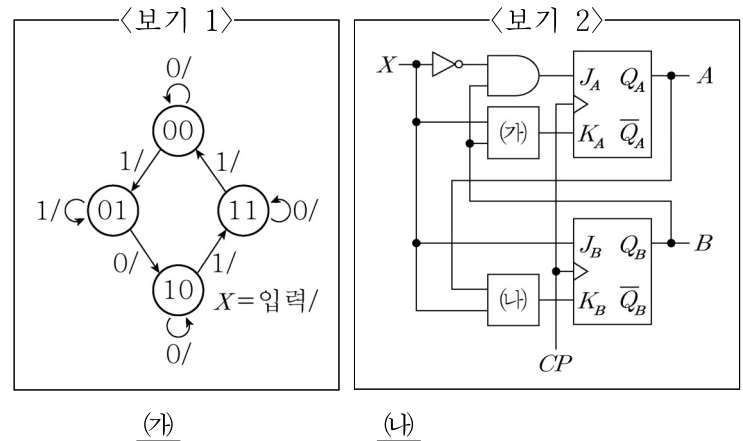 <보기 1>
0/
00
1/ 1/
1/ 01 11 0/
0/ 1/
10
X=입력/
0/
<보기 2>
X J_A Q_A A
㈎ K_A Q̅_A
J_B Q_B B
㈏ K_B Q̅_B
CP
㈎ ㈏